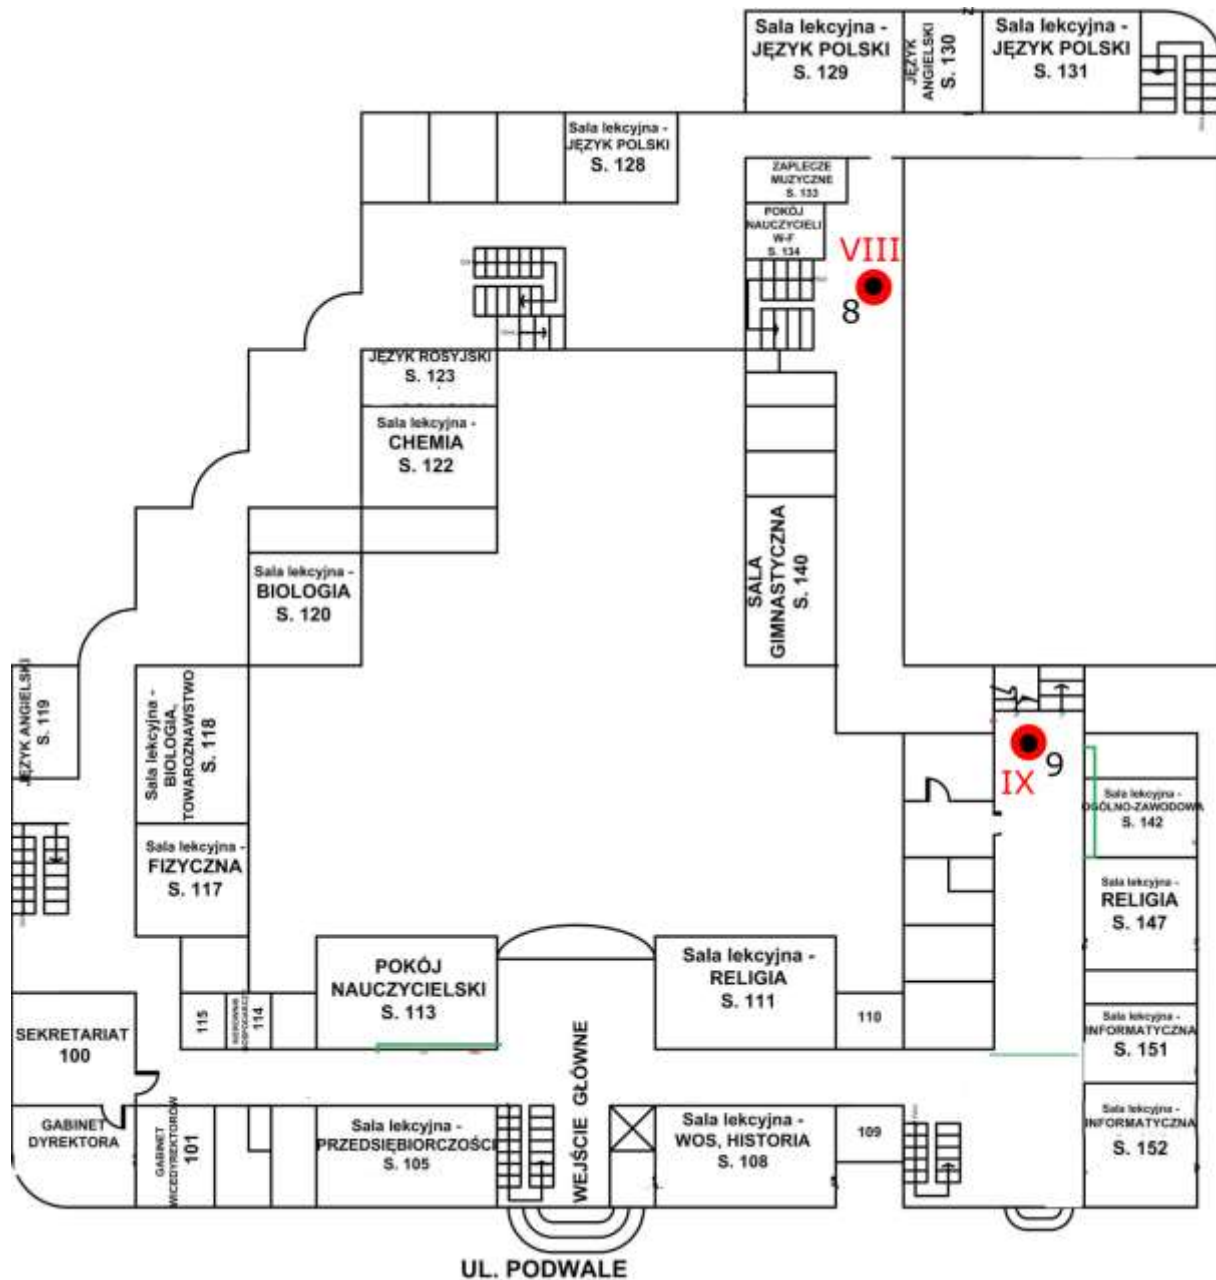 Sala lekcyjna -
JĘZYK POLSKI
S. 129
JĘZYK
ANGIELSKI
S. 130
Sala lekcyjna -
JĘZYK POLSKI
S. 131
Sala lekcyjna -
JĘZYK POLSKI
S. 128
ZAPLECZE
MUZYCZNE
S. 133
POKÓJ
NAUCZYCIELI
W-F
S. 134
VIII
8
JĘZYK ROSYJSKI
S. 123
Sala lekcyjna -
CHEMIA
S. 122
Sala lekcyjna -
BIOLOGIA
S. 120
SALA
GIMNASTYCZNA
S. 140
JĘZYK ANGIELSKI
S. 119
Sala lekcyjna -
BIOLOGIA,
TOWAROZNAWSTWO
S. 118
IX
9
Sala lekcyjna -
OGÓLNO-ZAWODOWA
S. 142
Sala lekcyjna -
FIZYCZNA
S. 117
Sala lekcyjna -
RELIGIA
S. 147
POKÓJ
NAUCZYCIELSKI
S. 113
Sala lekcyjna -
RELIGIA
S. 111
SEKRETARIAT
100
115
114
110
Sala lekcyjna -
INFORMATYCZNA
S. 151
WEJŚCIE GŁÓWNE
GABINET
DYREKTORA
GABINET
WICEDYREKTORÓW
101
Sala lekcyjna -
PRZEDSIĘBIORCZOŚCI
S. 105
Sala lekcyjna -
WOS, HISTORIA
S. 108
109
Sala lekcyjna -
INFORMATYCZNA
S. 152
UL. PODWALE